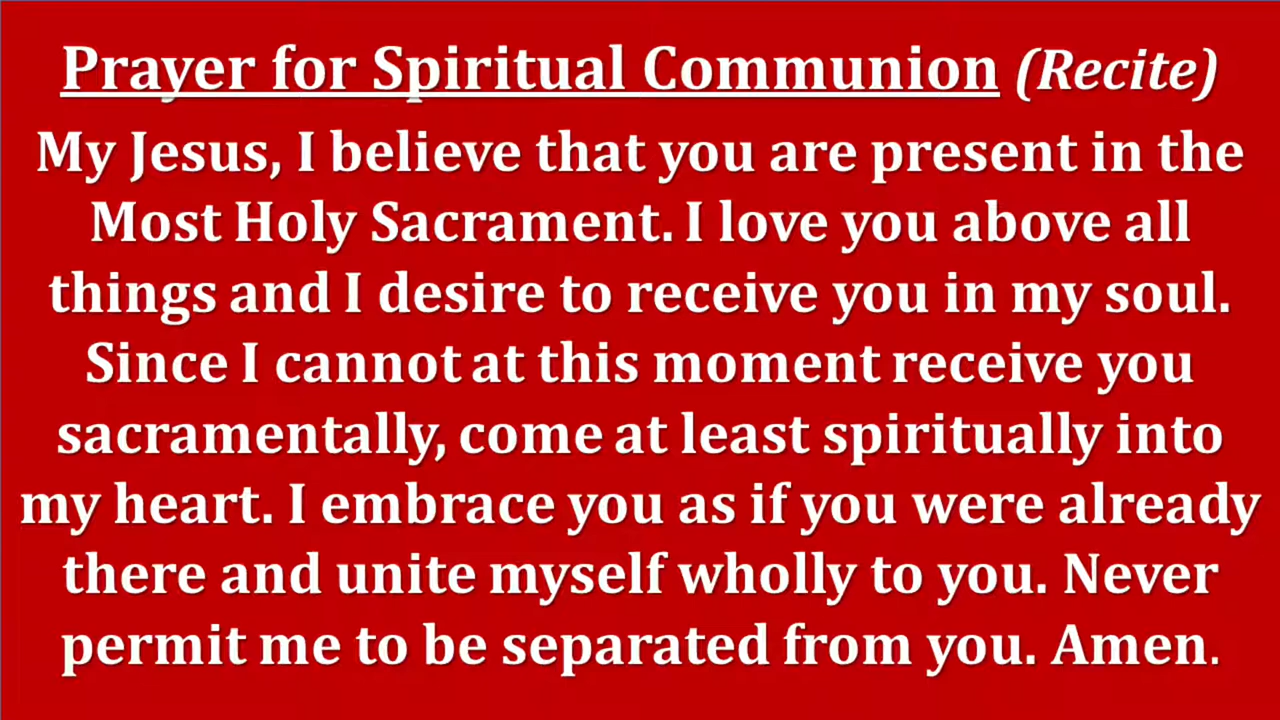 Prayer for Spiritual Communion (Recite)
My Jesus, I believe that you are present in the
Most Holy Sacrament. I love you above all
things and I desire to receive you in my soul.
Since I cannot at this moment receive you
sacramentally, come at least spiritually into
my heart. I embrace you as if you were already
there and unite myself wholly to you. Never
permit me to be separated from you. Amen.